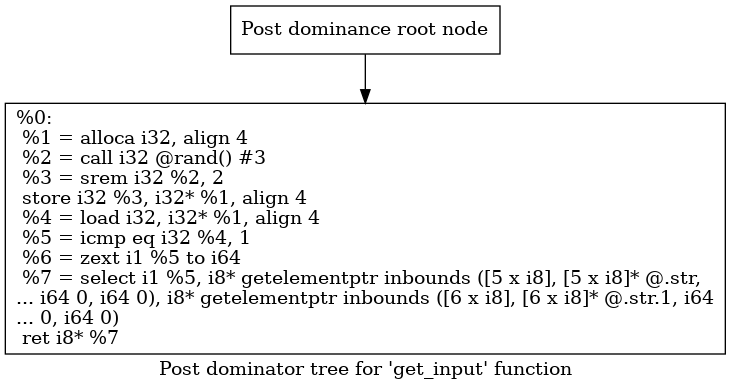 Post dominance root node
%0:
%1 = alloca i32, align 4
%2 = call i32 @rand() #3
%3 = srem i32 %2, 2
store i32 %3, i32* %1, align 4
%4 = load i32, i32* %1, align 4
%5 = icmp eq i32 %4, 1
%6 = zext i1 %5 to i64
%7 = select i1 %5, i8* getelementptr inbounds ([5 x i8], [5 x i8]* @.str,
... i64 0, i64 0), i8* getelementptr inbounds ([6 x i8], [6 x i8]* @.str.1, i64
... 0, i64 0)
ret i8* %7
Post dominator tree for 'get_input' function